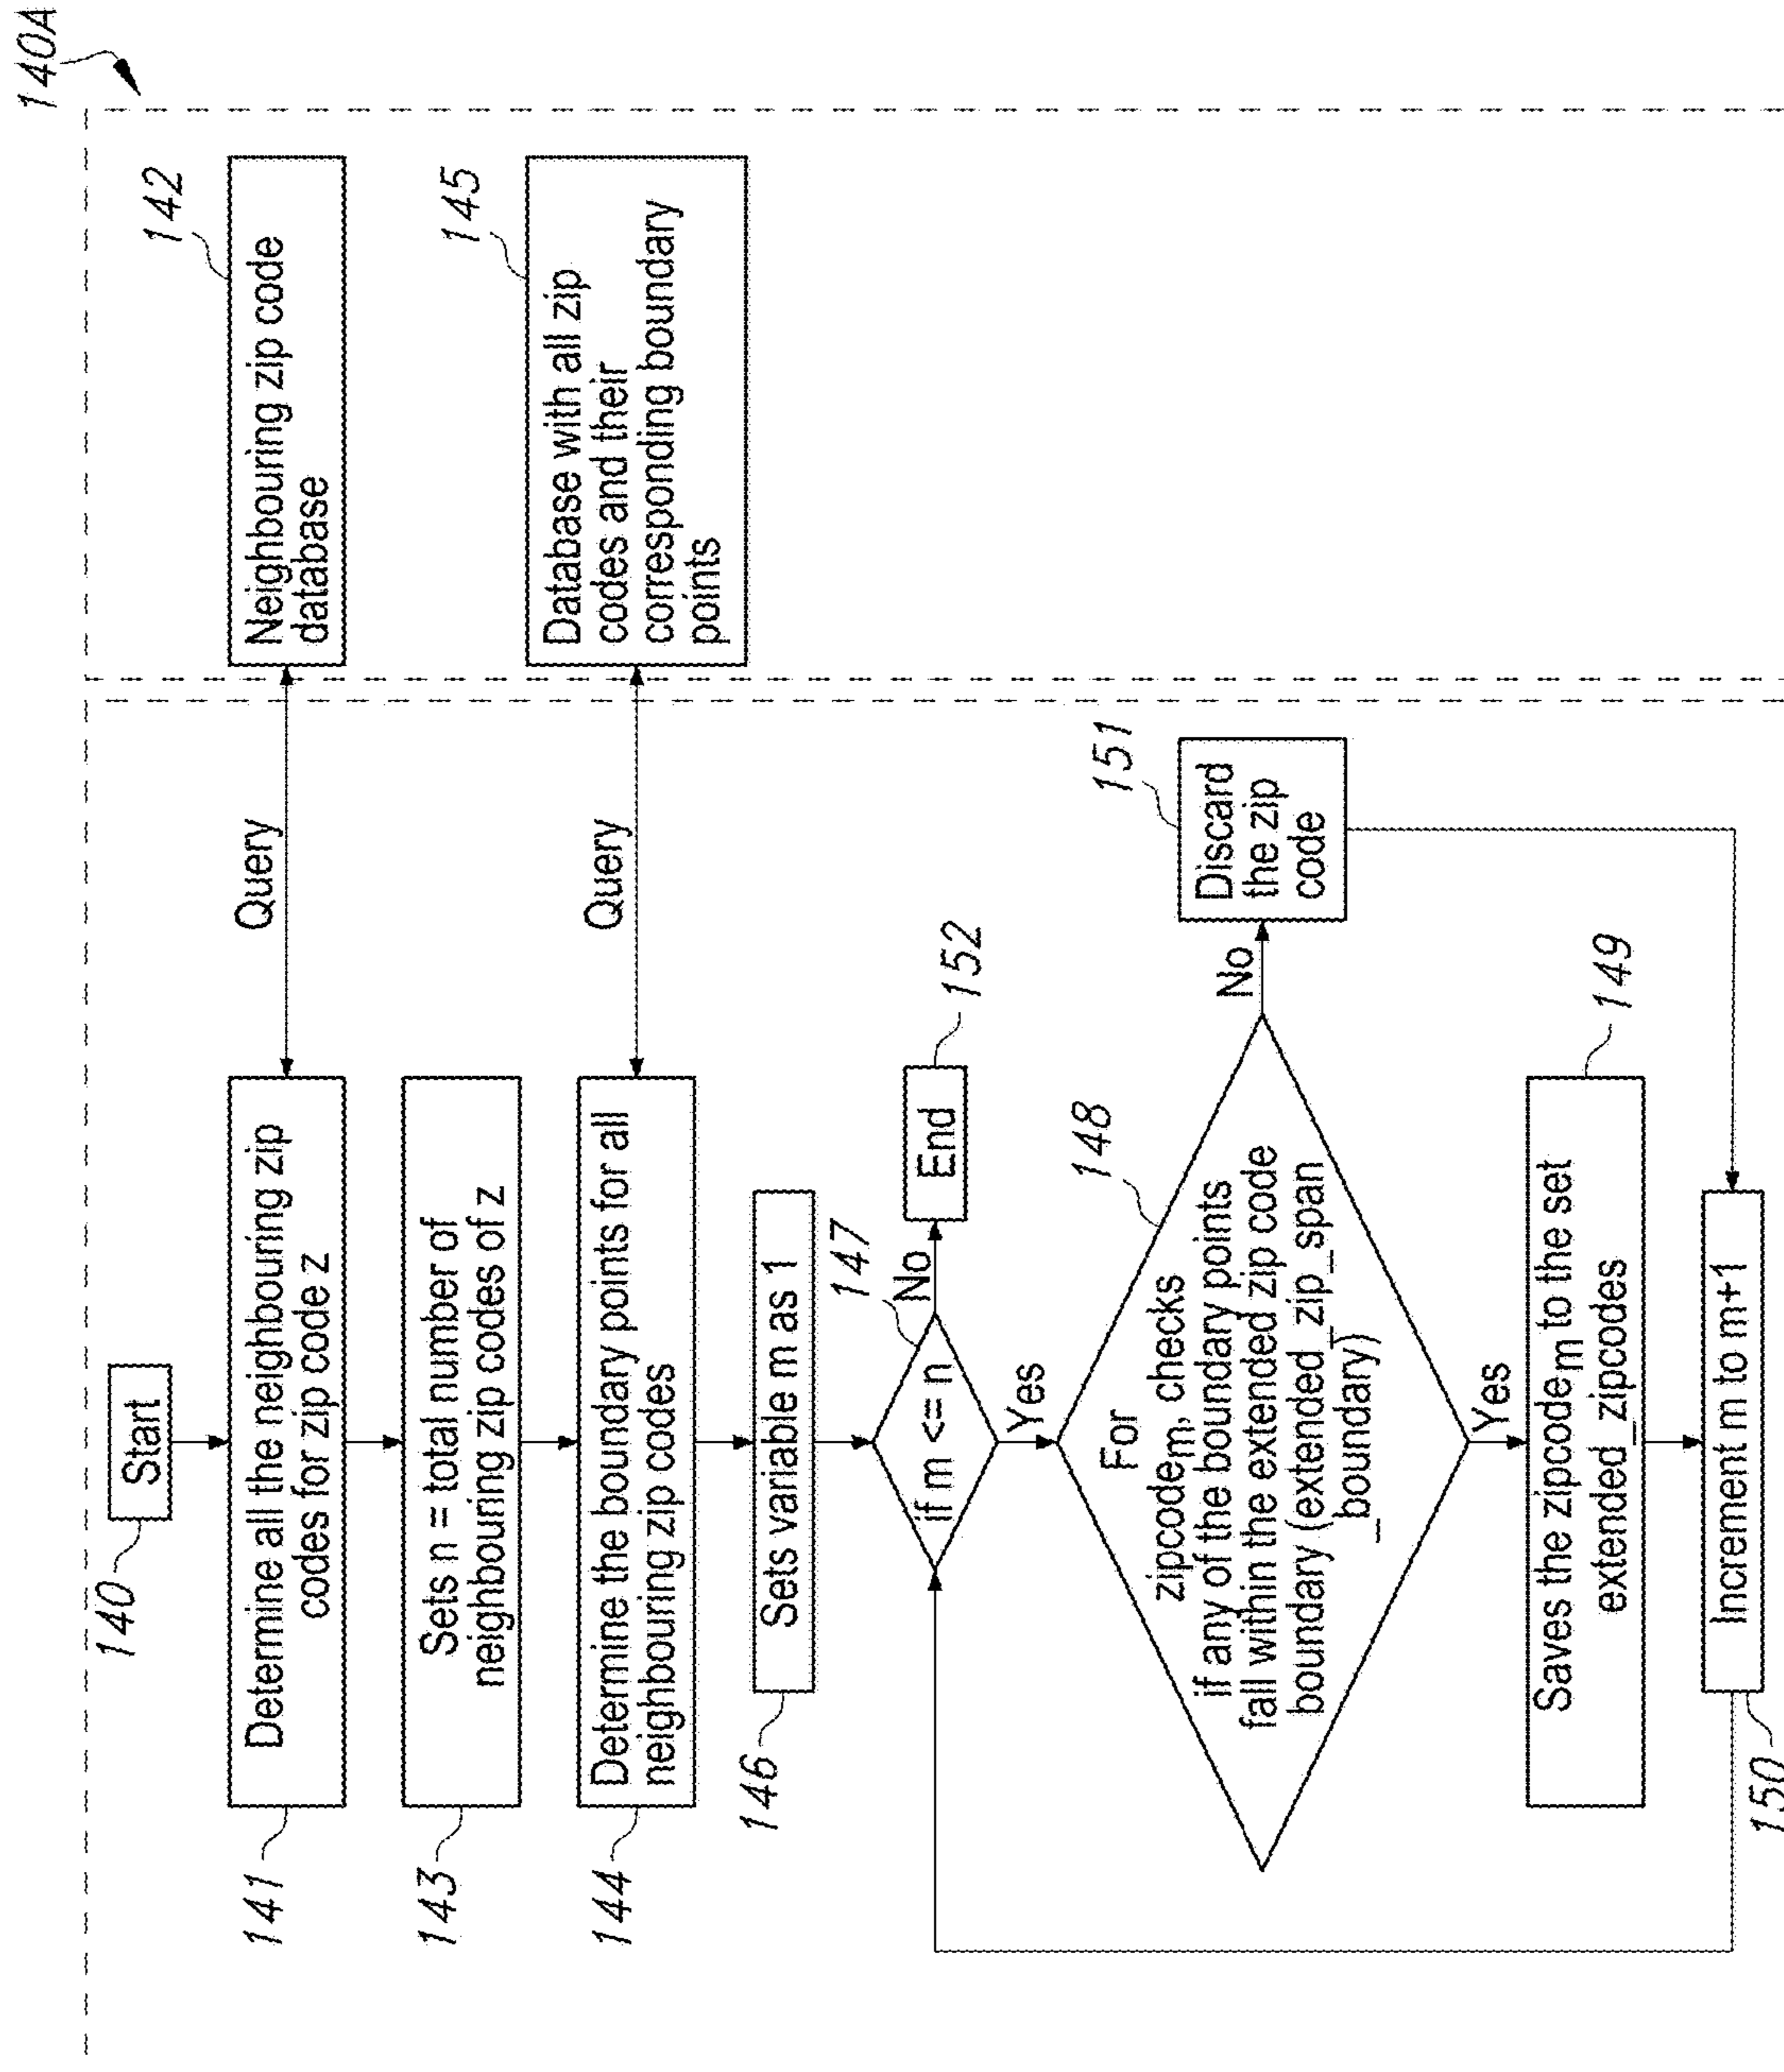 140A
140
Start
141
Determine all the neighbouring zip
codes for zip code z
Query
142
Neighbouring zip code
database
143
Sets n = total number of
neighbouring zip codes of z
144
Determine the boundary points for all
neighbouring zip codes
Query
145
Database with all zip
codes and their
corresponding boundary
points
146
Sets variable m as 1
147
if m <= n
No
End
152
Yes
148
For
zipcodem, checks
if any of the boundary points
fall within the extended zip code
boundary (extended_zip_span
_boundary)
No
151
Discard
the zip
code
Yes
149
Saves the zipcodem to the set
extended_zipcodes
Increment m to m+1
150